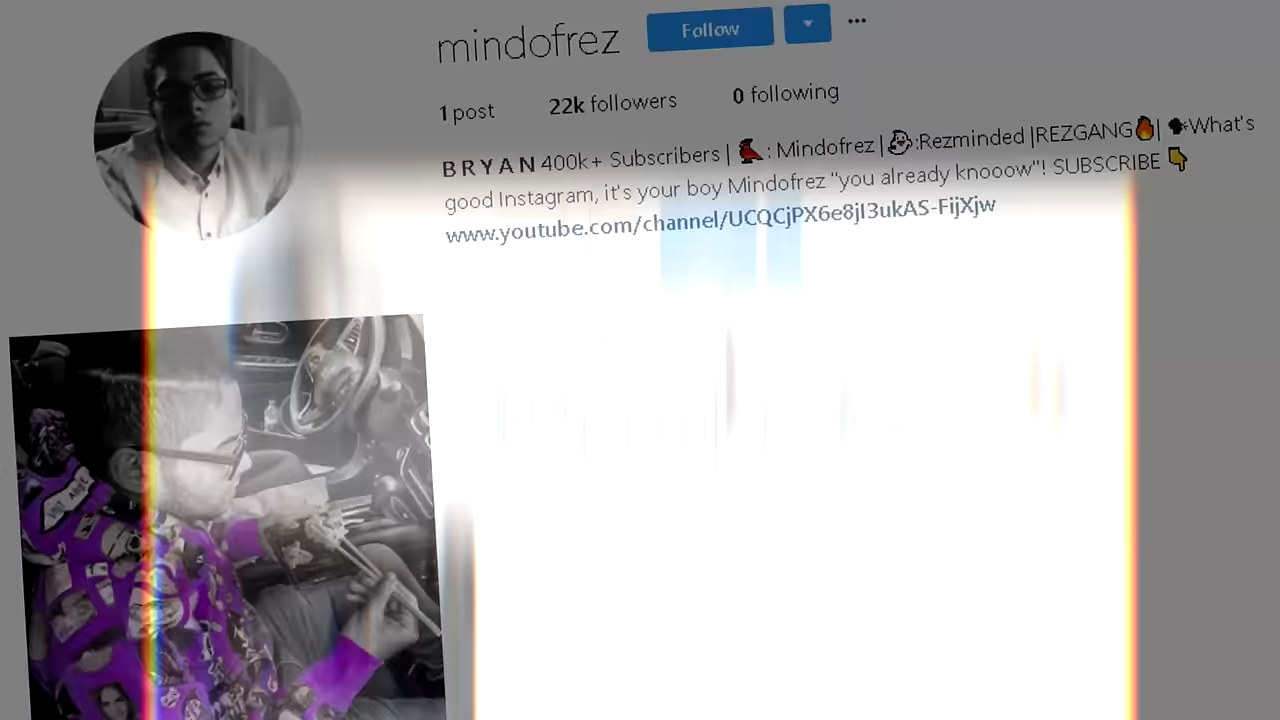 mindofrez Follow
1 post 22k followers 0 following
BRYAN 400k+ Subscribers | : Mindofrez | :Rezminded |REZGANG🔥| 🗣What's
good Instagram, it's your boy Mindofrez "you already knooow"! SUBSCRIBE 👇
www.youtube.com/channel/UCQCjPX6e8jI3ukAS-FijXjw